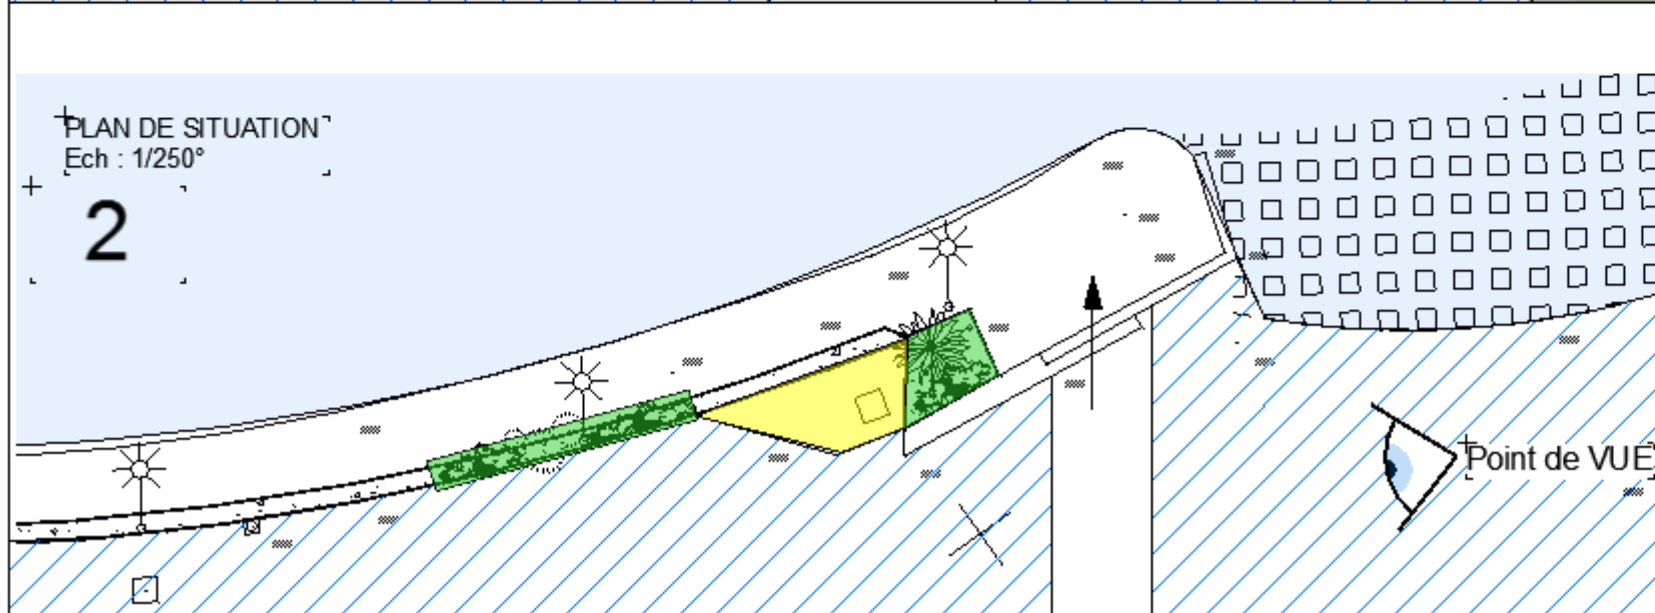 PLAN DE SITUATION
Ech : 1/250°
2
Point de VUE